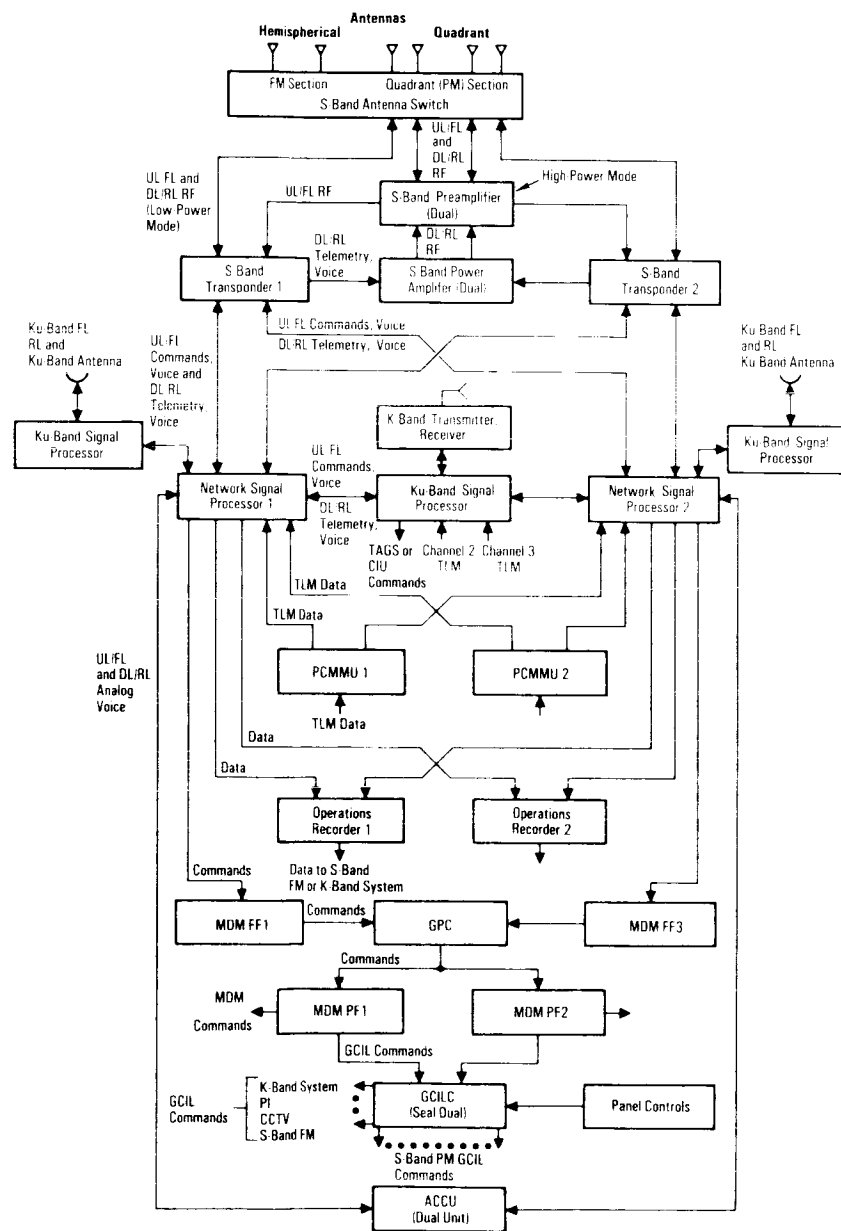 Antennas
Hemispherical
Quadrant
FM Section
Quadrant (PM) Section
S-Band Antenna Switch
UL/FL
and
DL/RL
RF
UL FL and
DL/RL RF
(Low-Power
Mode)
UL/FL RF
High Power Mode
S-Band Preamplifier
(Dual)
DL/RL
RF
DL/RL
Telemetry,
Voice
S Band
Transponder 1
S Band Power
Amplifer (Dual)
S-Band
Transponder 2
Ku-Band FL
RL and
Ku-Band Antenna
UL/FL
Commands,
Voice and
DL RL
Telemetry,
Voice
UL FL Commands, Voice
DL/RL Telemetry, Voice
Ku Band FL
and RL
Ku Band Antenna
K Band Transmitter,
Receiver
Ku-Band Signal
Processor
Ku-Band Signal
Processor
UL FL
Commands,
Voice
Network Signal
Processor 1
Ku-Band Signal
Processor
Network Signal
Processor 2
DL/RL
Telemetry,
Voice
TAGS or
CIU
Commands
Channel 2
TLM
Channel 3
TLM
TLM Data
TLM Data
UL/FL
and DL/RL
Analog
Voice
PCMMU 1
PCMMU 2
TLM Data
Data
Data
Operations
Recorder 1
Operations
Recorder 2
Data to S-Band
FM or K-Band System
Commands
MDM FF1
Commands
GPC
MDM FF3
Commands
MDM
Commands
MDM PF1
MDM PF2
GCIL Commands
GCIL
Commands
K-Band System
PI
CCTV
S-Band FM
GCILC
(Seal Dual)
Panel Controls
S-Band PM GCIL
Commands
ACCU
(Dual Unit)